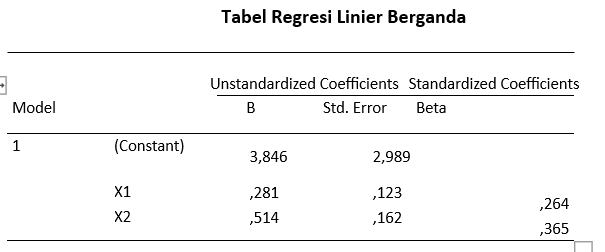 Tabel Regresi Linier Berganda
Unstandardized Coefficients Standardized Coefficients
Model B Std. Error Beta
1 (Constant) 3,846 2,989
X1 ,281 ,123 ,264
X2 ,514 ,162 ,365